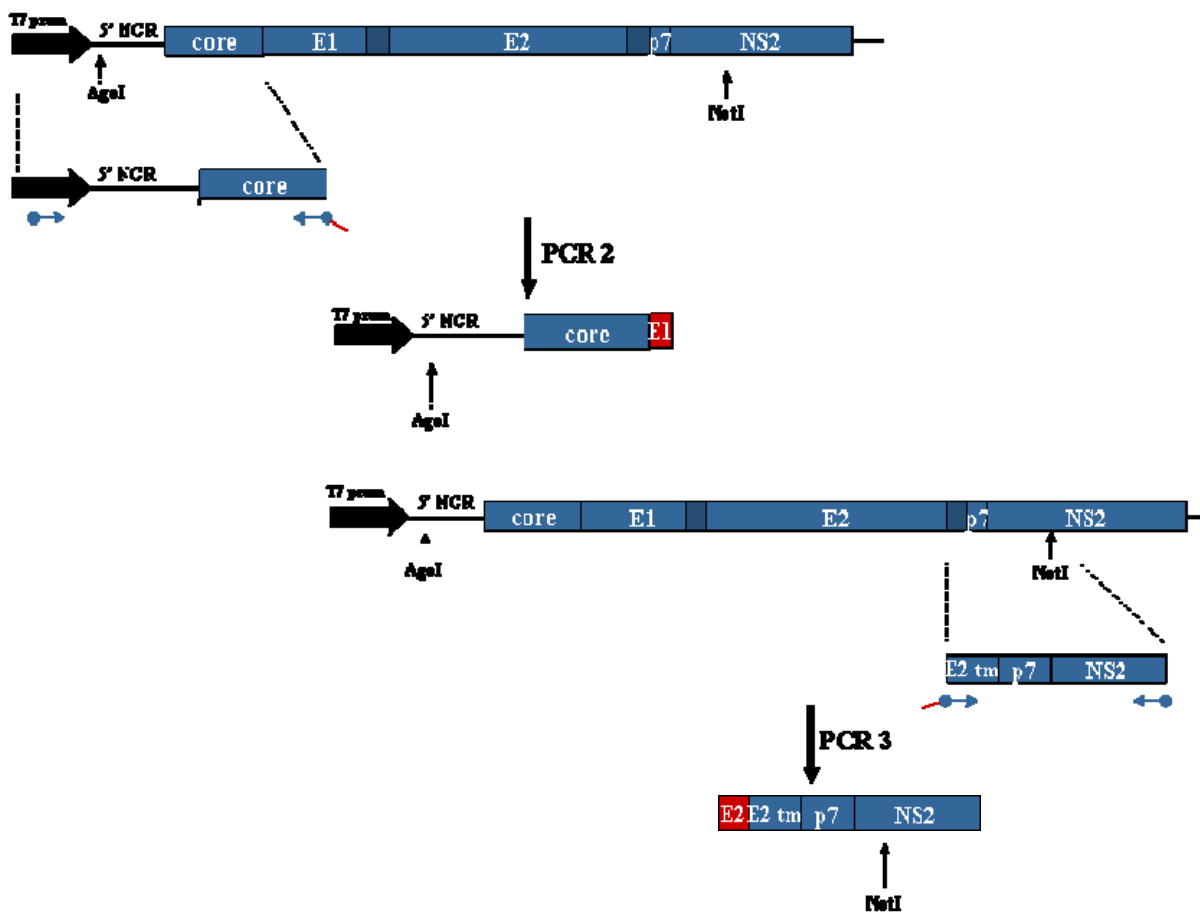 T7 prom
5' NCR
core E1 E2 p7 NS2
AgeI
NotI
5' NCR
core
PCR 2
T7 prom
5' NCR
core E1
AgeI
T7 prom
5' NCR
core E1 E2 p7 NS2
AgeI
NotI
E2 tm p7 NS2
PCR 3
E2 E2 tm p7 NS2
NotI